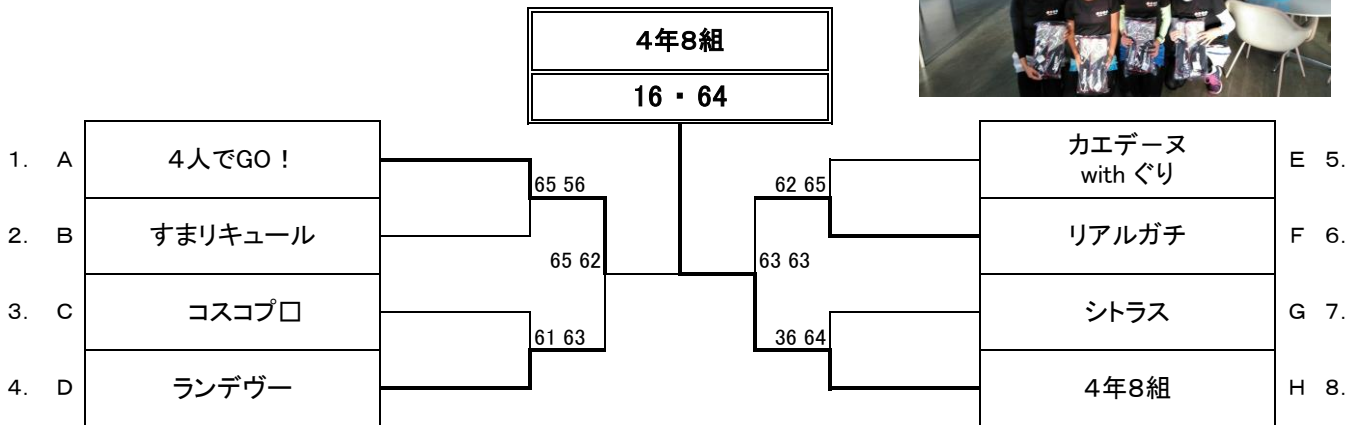 4年8組
16 ・ 64
1. A 4人でGO！
2. B すまリキュール
3. C コスコプロ
4. D ランデヴー
65 56
65 62
61 63
62 65
63 63
36 64
カエデーヌ
with ぐり
E 5.
リアルガチ F 6.
シトラス G 7.
4年8組 H 8.